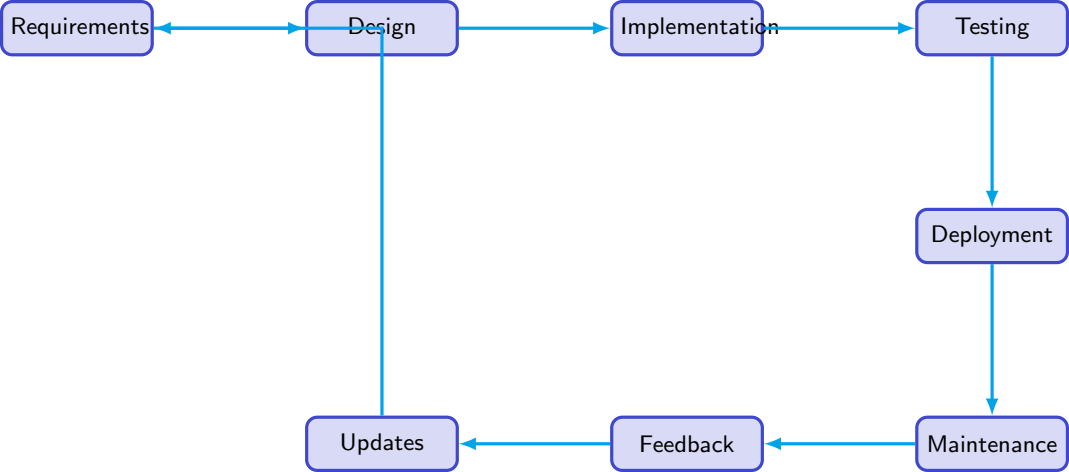 Requirements
Design
Implementation
Testing
Deployment
Updates
Feedback
Maintenance